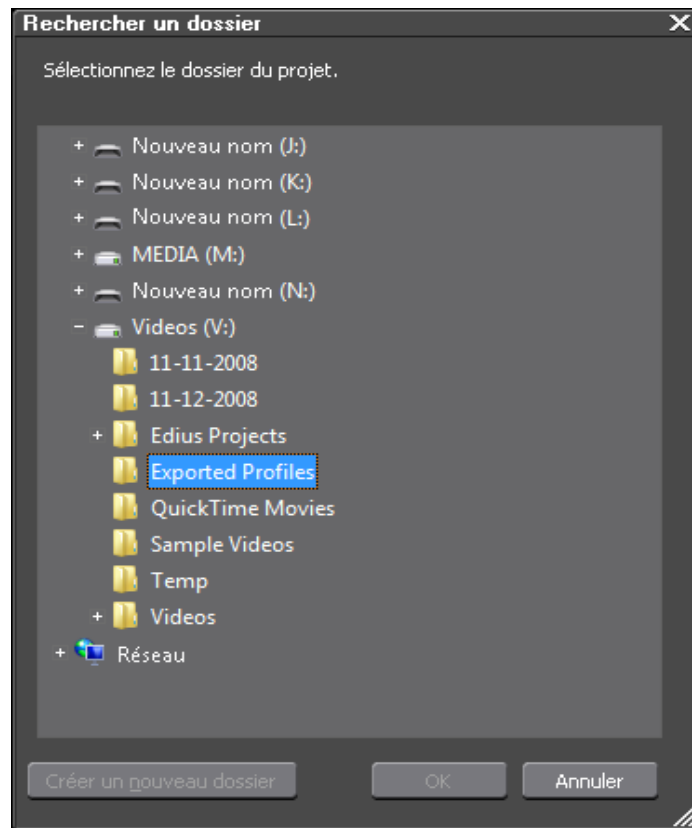 Rechercher un dossier
Sélectionnez le dossier du projet.
Nouveau nom (J:)
Nouveau nom (K:)
Nouveau nom (L:)
MEDIA (M:)
Nouveau nom (N:)
Videos (V:)
11-11-2008
11-12-2008
Edius Projects
Exported Profiles
QuickTime Movies
Sample Videos
Temp
Videos
Réseau
Créer un nouveau dossier OK Annuler